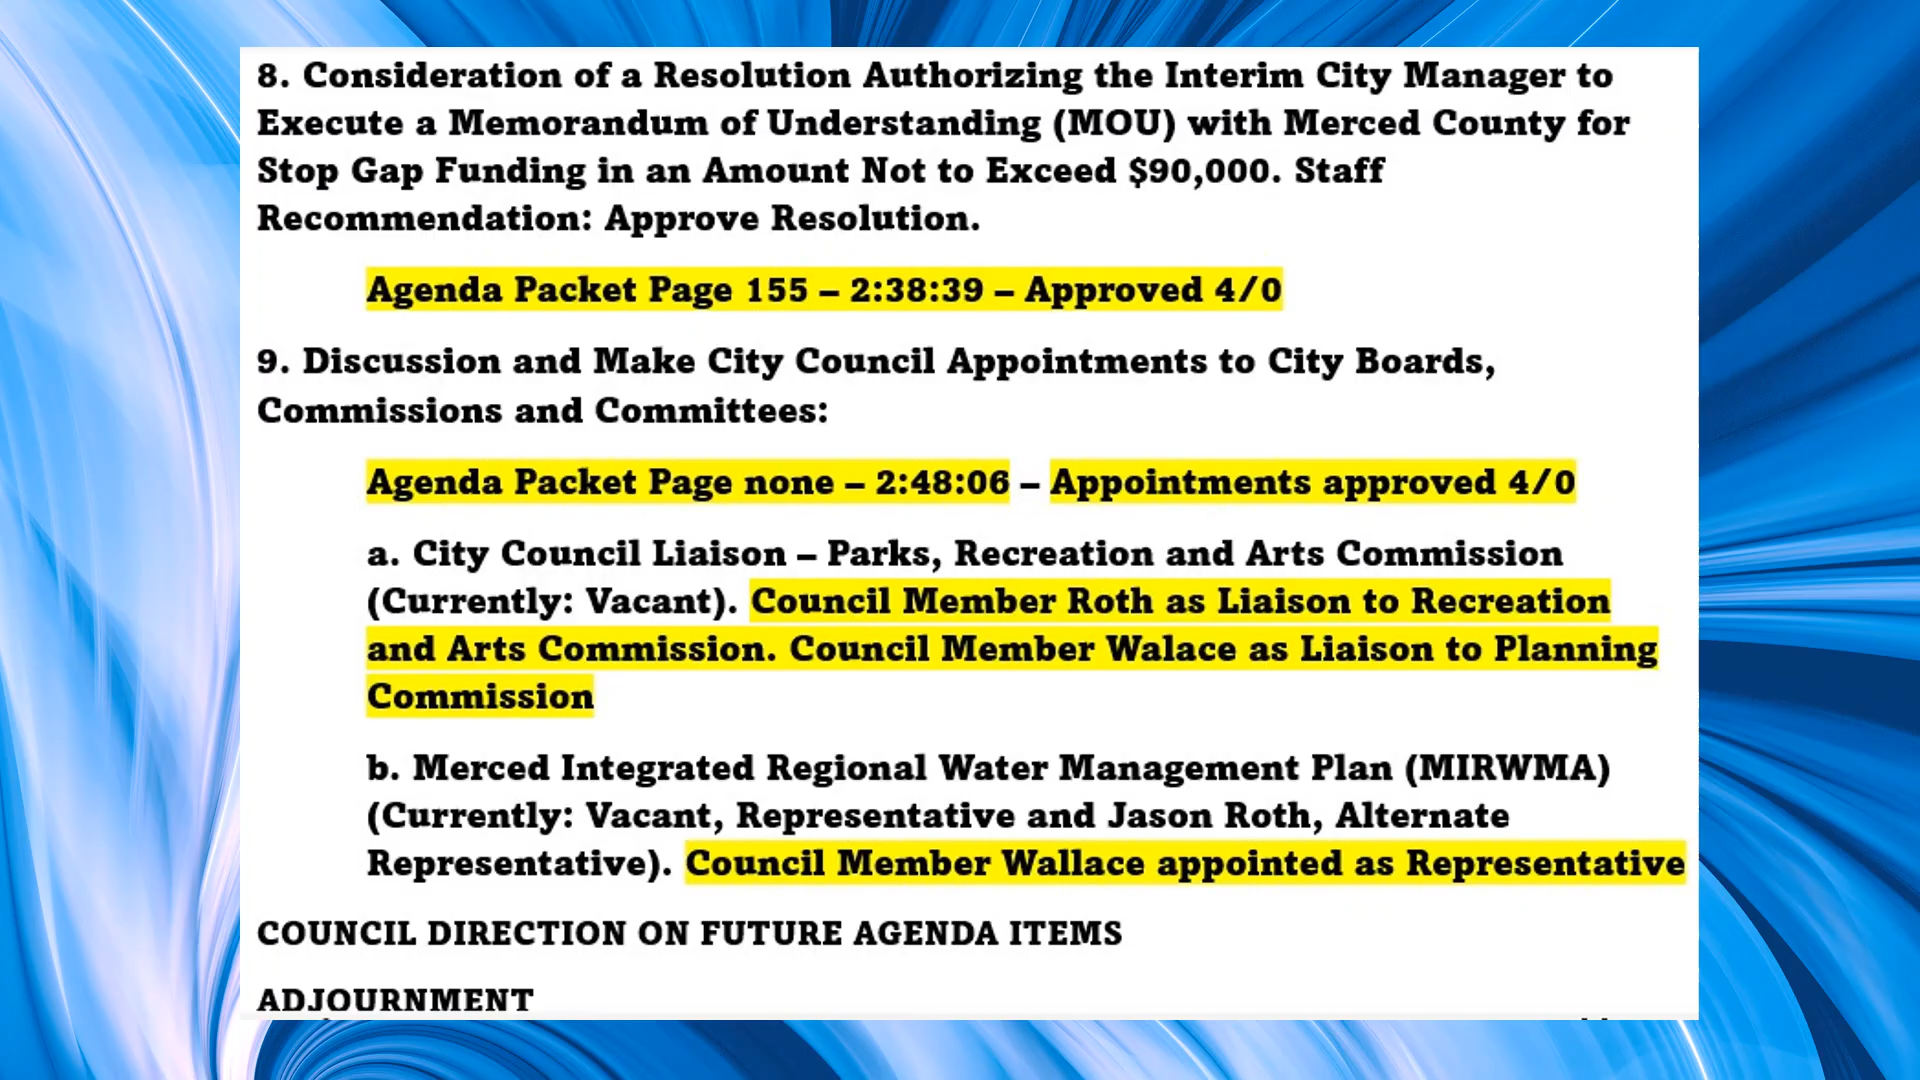 8. Consideration of a Resolution Authorizing the Interim City Manager to
Execute a Memorandum of Understanding (MOU) with Merced County for
Stop Gap Funding in an Amount Not to Exceed $90,000. Staff
Recommendation: Approve Resolution.
Agenda Packet Page 155 – 2:38:39 – Approved 4/0
9. Discussion and Make City Council Appointments to City Boards,
Commissions and Committees:
Agenda Packet Page none – 2:48:06 – Appointments approved 4/0
a. City Council Liaison – Parks, Recreation and Arts Commission
(Currently: Vacant). Council Member Roth as Liaison to Recreation
and Arts Commission. Council Member Walace as Liaison to Planning
Commission
b. Merced Integrated Regional Water Management Plan (MIRWMA)
(Currently: Vacant, Representative and Jason Roth, Alternate
Representative). Council Member Wallace appointed as Representative
COUNCIL DIRECTION ON FUTURE AGENDA ITEMS
ADJOURNMENT